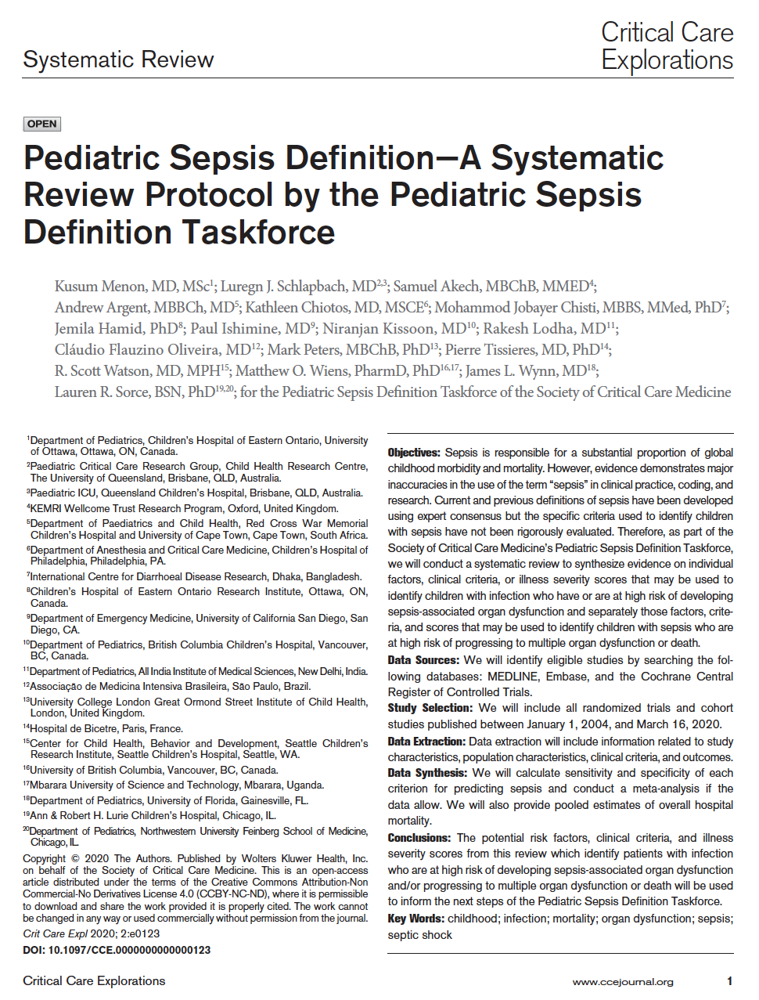 Systematic Review
Critical Care
Explorations
OPEN
Pediatric Sepsis Definition—A Systematic
Review Protocol by the Pediatric Sepsis
Definition Taskforce
Kusum Menon, MD, MSc1; Luregn J. Schlapbach, MD2,3; Samuel Akech, MBChB, MMED4;
Andrew Argent, MBBCh, MD5; Kathleen Chiotos, MD, MSCE6; Mohammod Jobayer Chisti, MBBS, MMed, PhD7;
Jemila Hamid, PhD8; Paul Ishimine, MD9; Niranjan Kissoon, MD10; Rakesh Lodha, MD11;
Cláudio Flauzino Oliveira, MD12; Mark Peters, MBChB, PhD13; Pierre Tissieres, MD, PhD14;
R. Scott Watson, MD, MPH15; Matthew O. Wiens, PharmD, PhD16,17; James L. Wynn, MD18;
Lauren R. Sorce, BSN, PhD19,20; for the Pediatric Sepsis Definition Taskforce of the Society of Critical Care Medicine
1Department of Pediatrics, Children's Hospital of Eastern Ontario, University
of Ottawa, Ottawa, ON, Canada.
2Paediatric Critical Care Research Group, Child Health Research Centre,
The University of Queensland, Brisbane, QLD, Australia.
3Paediatric ICU, Queensland Children's Hospital, Brisbane, QLD, Australia.
4KEMRI Wellcome Trust Research Program, Oxford, United Kingdom.
5Department of Paediatrics and Child Health, Red Cross War Memorial
Children's Hospital and University of Cape Town, Cape Town, South Africa.
6Department of Anesthesia and Critical Care Medicine, Children's Hospital of
Philadelphia, Philadelphia, PA.
7International Centre for Diarrhoeal Disease Research, Dhaka, Bangladesh.
8Children's Hospital of Eastern Ontario Research Institute, Ottawa, ON,
Canada.
9Department of Emergency Medicine, University of California San Diego, San
Diego, CA.
10Department of Pediatrics, British Columbia Children's Hospital, Vancouver,
BC, Canada.
11Department of Pediatrics, All India Institute of Medical Sciences, New Delhi, India.
12Associação de Medicina Intensiva Brasileira, São Paulo, Brazil.
13University College London Great Ormond Street Institute of Child Health,
London, United Kingdom.
14Hospital de Bicetre, Paris, France.
15Center for Child Health, Behavior and Development, Seattle Children's
Research Institute, Seattle Children's Hospital, Seattle, WA.
16University of British Columbia, Vancouver, BC, Canada.
17Mbarara University of Science and Technology, Mbarara, Uganda.
18Department of Pediatrics, University of Florida, Gainesville, FL.
19Ann & Robert H. Lurie Children's Hospital, Chicago, IL.
20Department of Pediatrics, Northwestern University Feinberg School of Medicine,
Chicago, IL.
Copyright © 2020 The Authors. Published by Wolters Kluwer Health, Inc.
on behalf of the Society of Critical Care Medicine. This is an open-access
article distributed under the terms of the Creative Commons Attribution-Non
Commercial-No Derivatives License 4.0 (CCBY-NC-ND), where it is permissible
to download and share the work provided it is properly cited. The work cannot
be changed in any way or used commercially without permission from the journal.
Crit Care Expl 2020; 2:e0123
DOI: 10.1097/CCE.0000000000000123
Objectives: Sepsis is responsible for a substantial proportion of global
childhood morbidity and mortality. However, evidence demonstrates major
inaccuracies in the use of the term “sepsis” in clinical practice, coding, and
research. Current and previous definitions of sepsis have been developed
using expert consensus but the specific criteria used to identify children
with sepsis have not been rigorously evaluated. Therefore, as part of the
Society of Critical Care Medicine's Pediatric Sepsis Definition Taskforce,
we will conduct a systematic review to synthesize evidence on individual
factors, clinical criteria, or illness severity scores that may be used to
identify children with infection who have or are at high risk of developing
sepsis-associated organ dysfunction and separately those factors, crite-
ria, and scores that may be used to identify children with sepsis who are
at high risk of progressing to multiple organ dysfunction or death.
Data Sources: We will identify eligible studies by searching the fol-
lowing databases: MEDLINE, Embase, and the Cochrane Central
Register of Controlled Trials.
Study Selection: We will include all randomized trials and cohort
studies published between January 1, 2004, and March 16, 2020.
Data Extraction: Data extraction will include information related to study
characteristics, population characteristics, clinical criteria, and outcomes.
Data Synthesis: We will calculate sensitivity and specificity of each
criterion for predicting sepsis and conduct a meta-analysis if the
data allow. We will also provide pooled estimates of overall hospital
mortality.
Conclusions: The potential risk factors, clinical criteria, and illness
severity scores from this review which identify patients with infection
who are at high risk of developing sepsis-associated organ dysfunction
and/or progressing to multiple organ dysfunction or death will be used
to inform the next steps of the Pediatric Sepsis Definition Taskforce.
Key Words: childhood; infection; mortality; organ dysfunction; sepsis;
septic shock
Critical Care Explorations
www.ccejournal.org
1